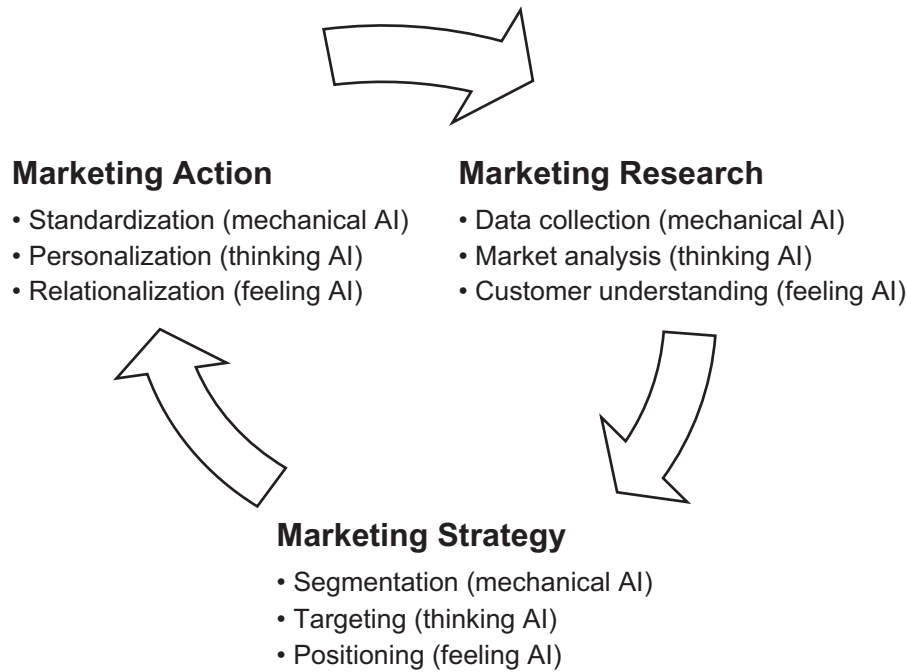 Marketing Action
• Standardization (mechanical AI)
• Personalization (thinking AI)
• Relationalization (feeling AI)
Marketing Research
• Data collection (mechanical AI)
• Market analysis (thinking AI)
• Customer understanding (feeling AI)
Marketing Strategy
• Segmentation (mechanical AI)
• Targeting (thinking AI)
• Positioning (feeling AI)